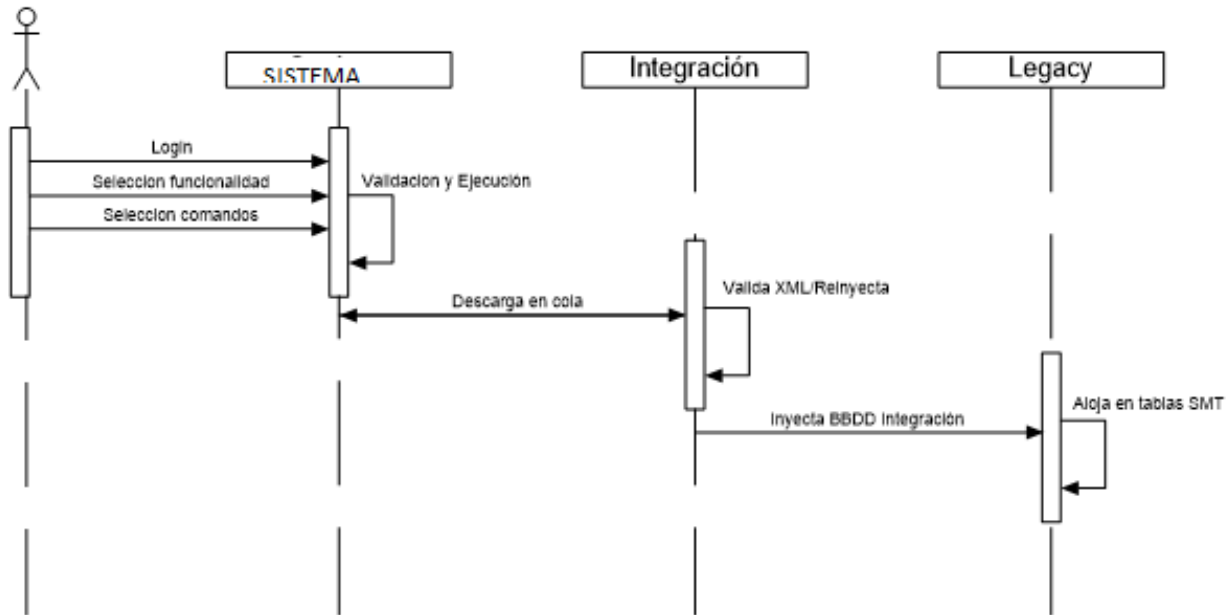 SISTEMA
Integración
Legacy
Login
Seleccion funcionalidad
Validacion y Ejecución
Seleccion comandos
Descarga en cola
Valida XML/Reinyecta
Inyecta BBDD Integración
Aloja en tablas SMT